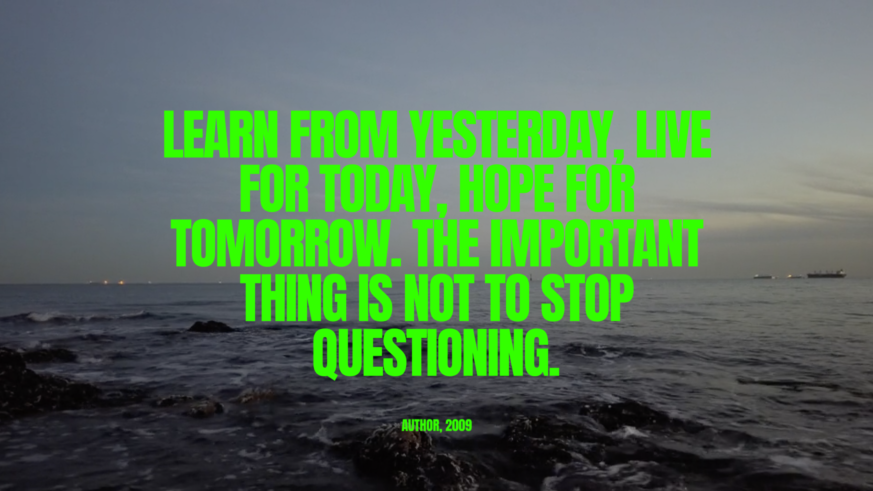 LEARN FROM YESTERDAY, LIVE
FOR TODAY, HOPE FOR
TOMORROW. THE IMPORTANT
THING IS NOT TO STOP
QUESTIONING.
AUTHOR, 2009